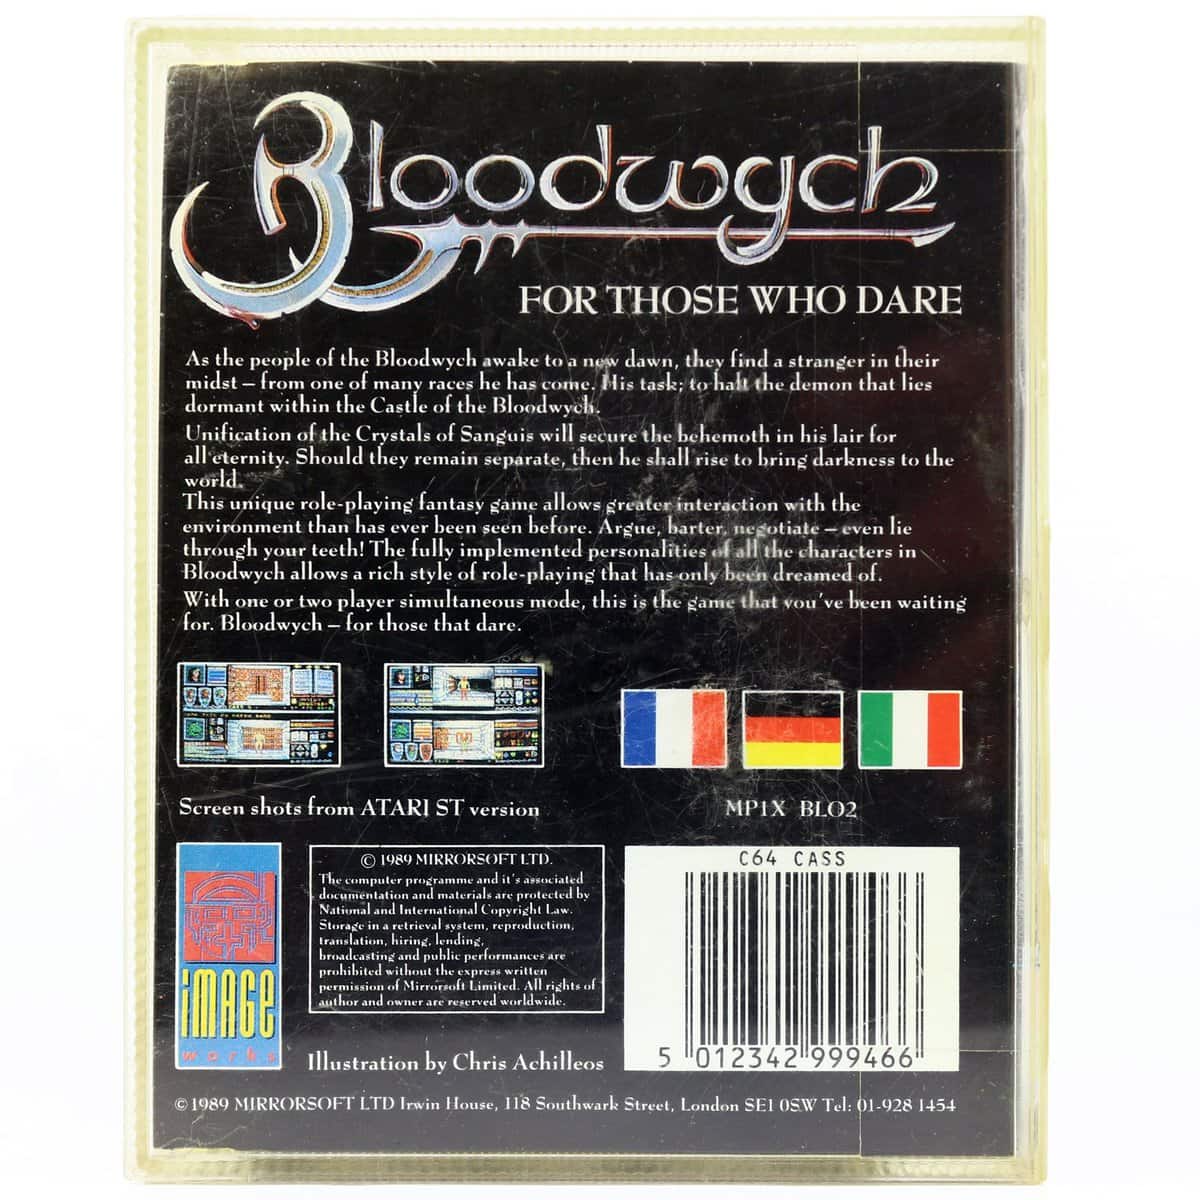 Bloodwych
FOR THOSE WHO DARE
As the people of the Bloodwych awake to a new dawn, they find a stranger in their
midst – from one of many races he has come. His task; to halt the demon that lies
dormant within the Castle of the Bloodwych.
Unification of the Crystals of Sanguis will secure the behemoth in his lair for
all eternity. Should they remain separate, then he shall rise to bring darkness to the
world.
This unique role-playing fantasy game allows greater interaction with the
environment than has ever been seen before. Argue, barter, negotiate – even lie
through your teeth! The fully implemented personalities of all the characters in
Bloodwych allows a rich style of role-playing that has only been dreamed of.
With one or two player simultaneous mode, this is the game that you've been waiting
for. Bloodwych – for those that dare.
Screen shots from ATARI ST version
MP1X BLO2
iMAGE
works
© 1989 MIRRORSOFT LTD.
The computer programme and it's associated
documentation and materials are protected by
National and International Copyright Law.
Storage in a retrieval system, reproduction,
translation, hiring, lending,
broadcasting and public performances are
prohibited without the express written
permission of Mirrorsoft Limited. All rights of
author and owner are reserved worldwide.
Illustration by Chris Achilleos
C64 CASS
5 012342 999466
© 1989 MIRRORSOFT LTD Irwin House, 118 Southwark Street, London SE1 0SW Tel: 01-928 1454